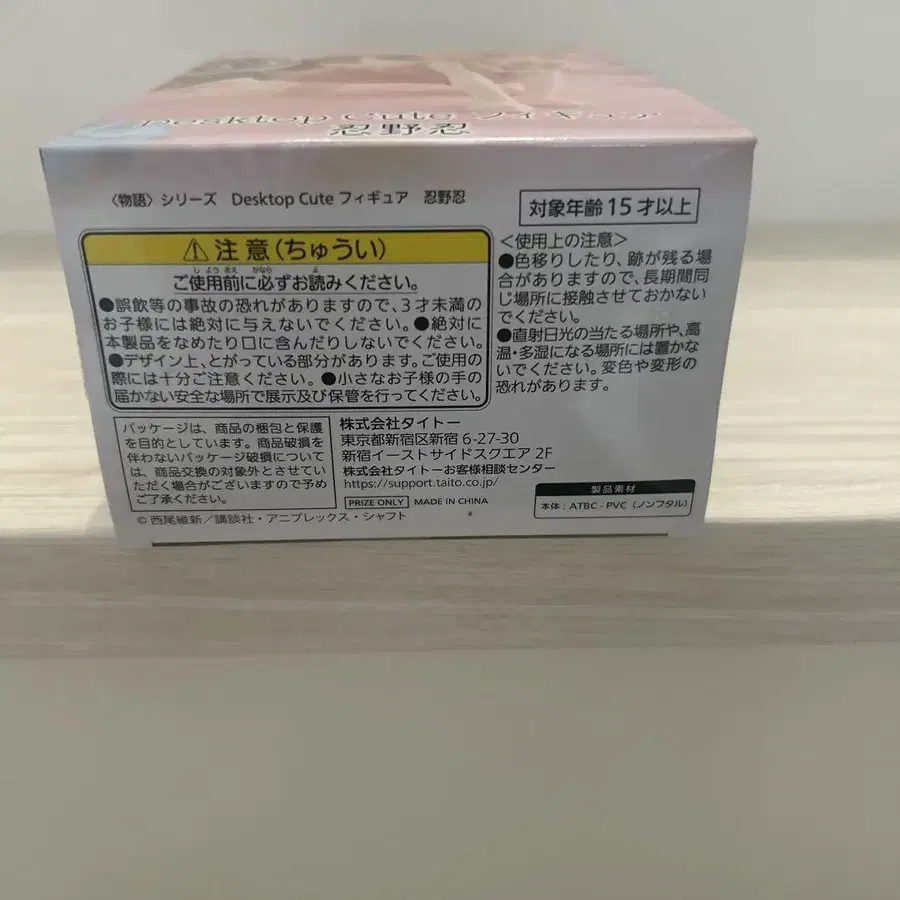 Desktop Cute フィギュア
忍野忍
〈物語〉シリーズ Desktop Cute フィギュア 忍野忍
対象年齢15才以上
注意(ちゅうい)
ご使用前に必ずお読みください。
●誤飲等の事故の恐れがありますので、3才未満の
お子様には絶対に与えないでください。●絶対に
本製品をなめたり口に含んだりしないでください。
●デザイン上、とがっている部分があります。ご使用の
際には十分ご注意ください。●小さなお子様の手の
届かない安全な場所で展示及び保管を行ってください。
<使用上の注意>
●色移りしたり、跡が残る場
合がありますので、長期間同
じ場所に接触させておかない
でください。
●直射日光の当たる場所や、高
温・多湿になる場所には置かな
いでください。変色や変形の
恐れがあります。
パッケージは、商品の梱包と保護
を目的としています。商品破損を
伴わないパッケージ破損について
は、商品交換の対象外とさせてい
ただく場合がございますので予め
ご了承ください。
株式会社タイトー
東京都新宿区新宿 6-27-30
新宿イーストサイドスクエア 2F
株式会社タイトーお客様相談センター
https://support.taito.co.jp/
PRIZE ONLY MADE IN CHINA
製品素材
本体：ATBC-PVC（ノンフタル）
© 西尾維新／講談社・アニプレックス・シャフト